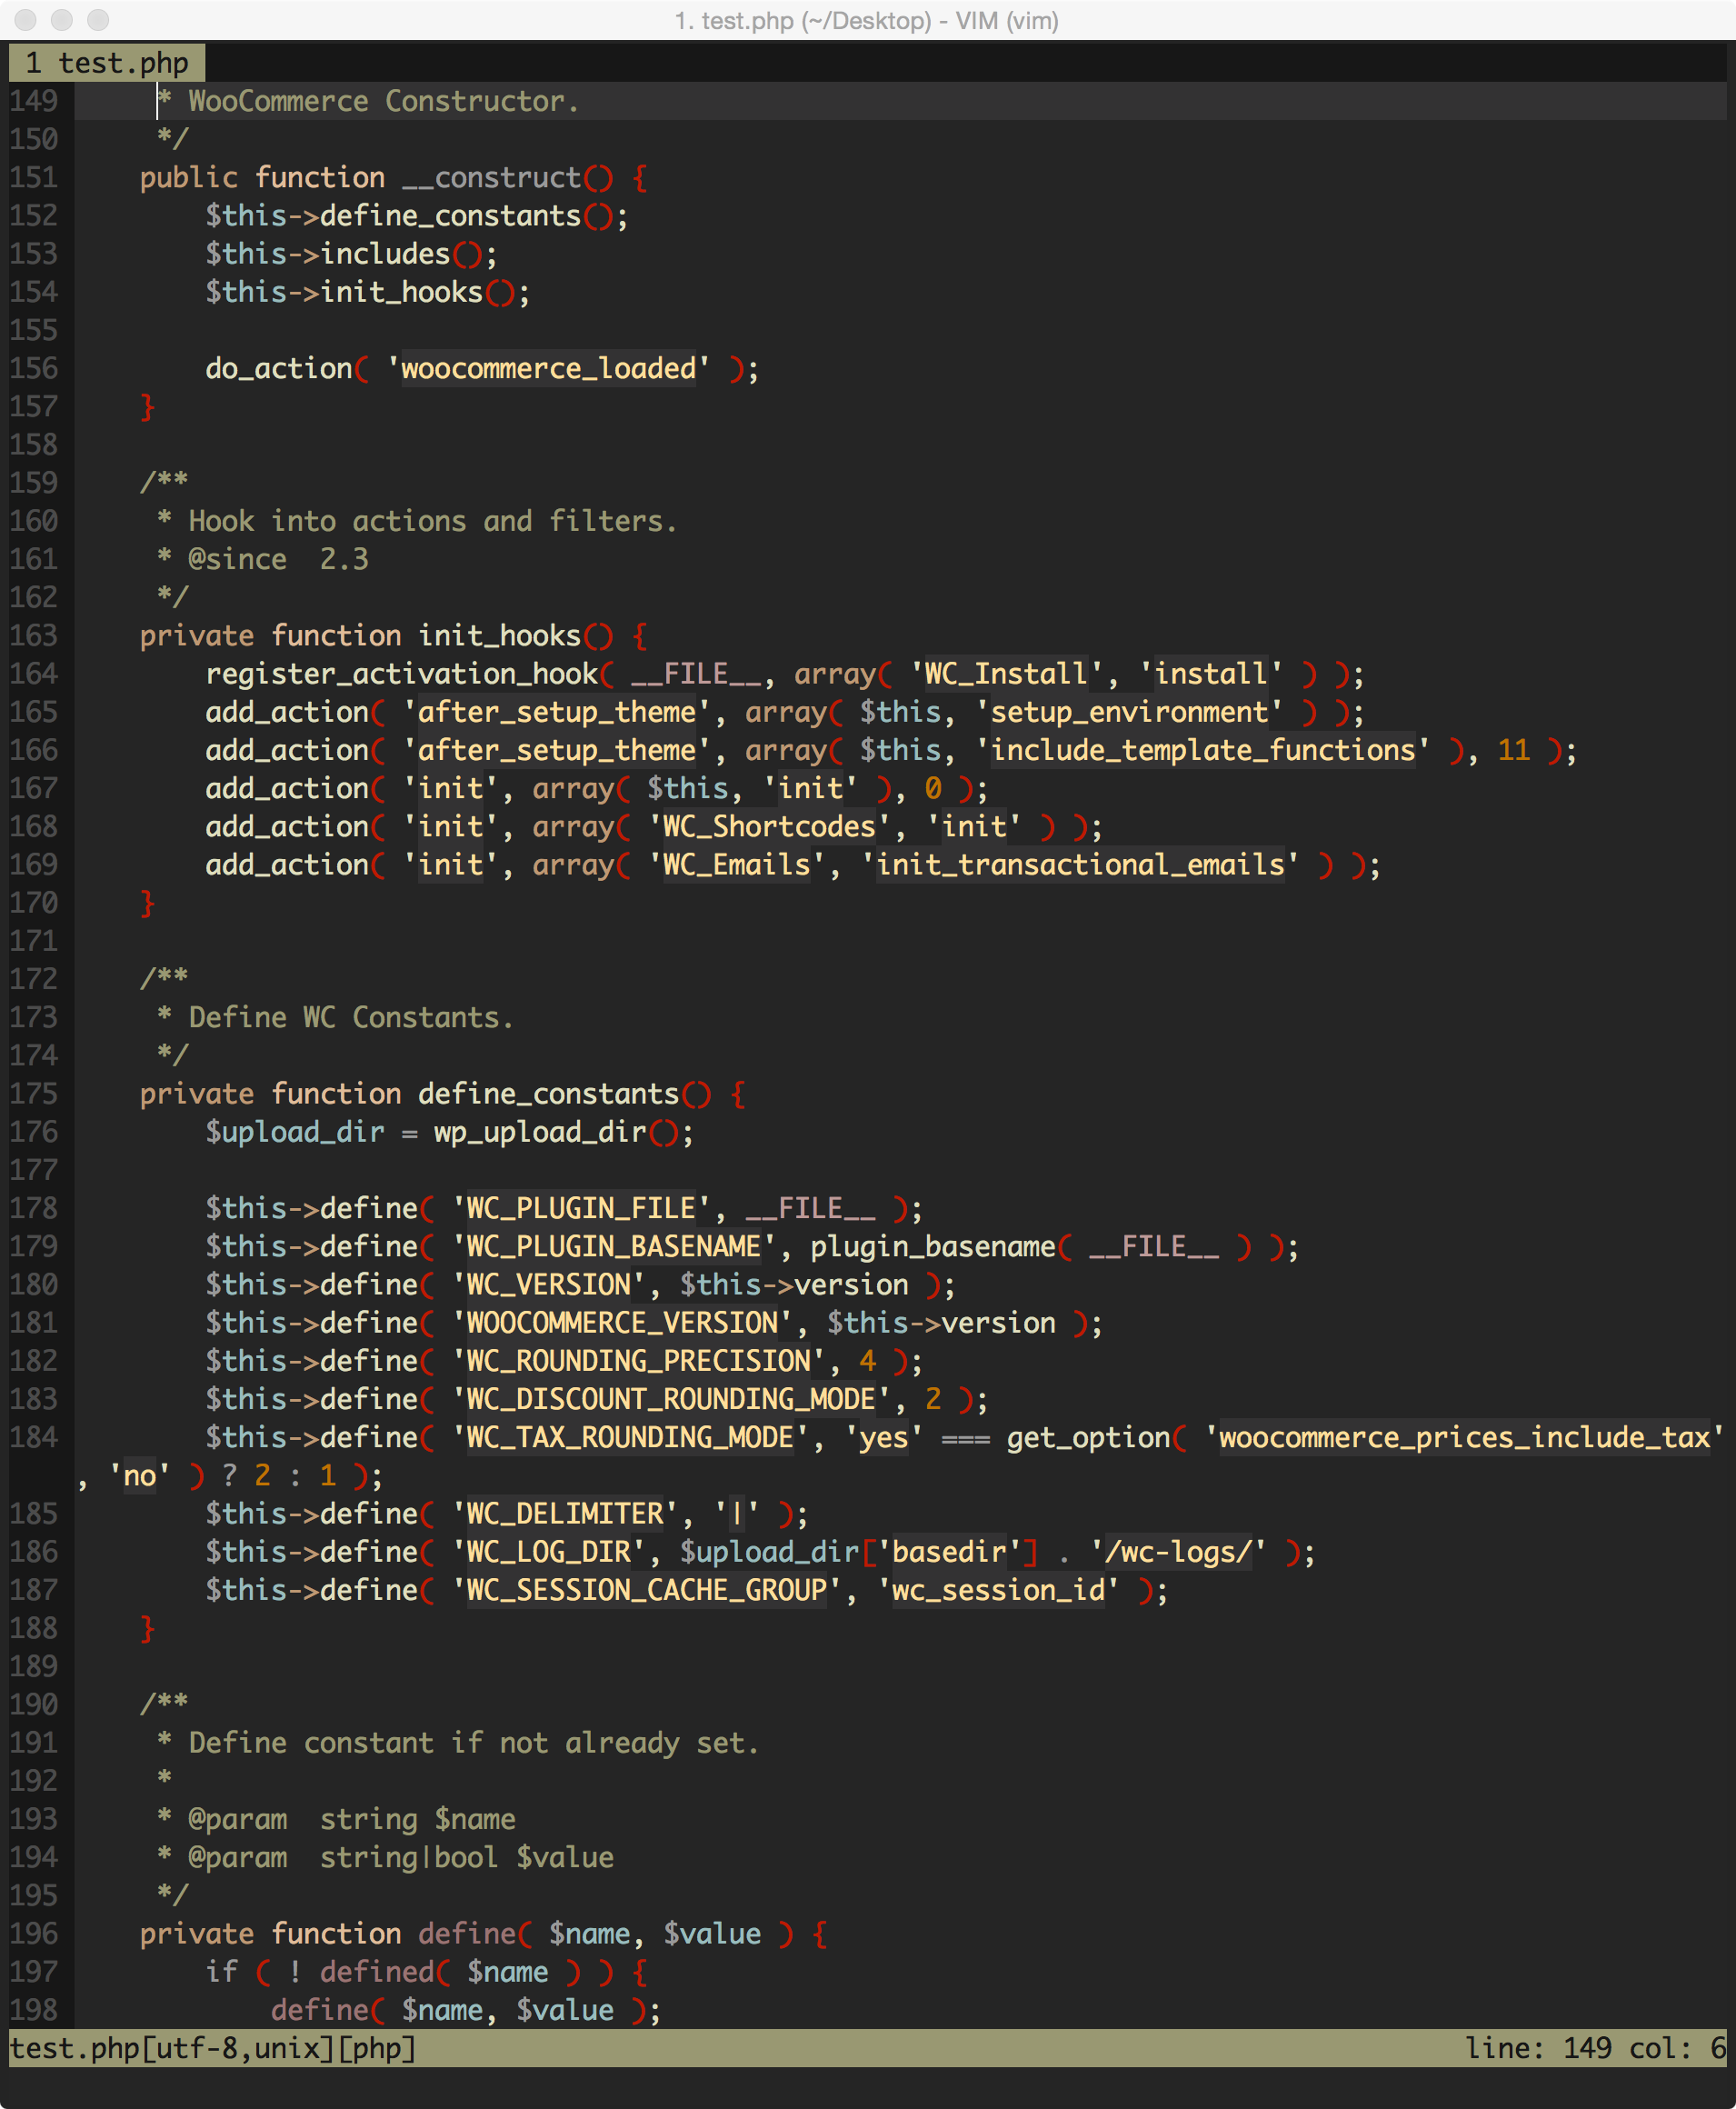 1. test.php (~/Desktop) - VIM (vim)
1 test.php
149     * WooCommerce Constructor.
150     */
151    public function __construct() {
152        $this->define_constants();
153        $this->includes();
154        $this->init_hooks();
155
156        do_action( 'woocommerce_loaded' );
157    }
158
159    /**
160     * Hook into actions and filters.
161     * @since  2.3
162     */
163    private function init_hooks() {
164        register_activation_hook( __FILE__, array( 'WC_Install', 'install' ) );
165        add_action( 'after_setup_theme', array( $this, 'setup_environment' ) );
166        add_action( 'after_setup_theme', array( $this, 'include_template_functions' ), 11 );
167        add_action( 'init', array( $this, 'init' ), 0 );
168        add_action( 'init', array( 'WC_Shortcodes', 'init' ) );
169        add_action( 'init', array( 'WC_Emails', 'init_transactional_emails' ) );
170    }
171
172    /**
173     * Define WC Constants.
174     */
175    private function define_constants() {
176        $upload_dir = wp_upload_dir();
177
178        $this->define( 'WC_PLUGIN_FILE', __FILE__ );
179        $this->define( 'WC_PLUGIN_BASENAME', plugin_basename( __FILE__ ) );
180        $this->define( 'WC_VERSION', $this->version );
181        $this->define( 'WOOCOMMERCE_VERSION', $this->version );
182        $this->define( 'WC_ROUNDING_PRECISION', 4 );
183        $this->define( 'WC_DISCOUNT_ROUNDING_MODE', 2 );
184        $this->define( 'WC_TAX_ROUNDING_MODE', 'yes' === get_option( 'woocommerce_prices_include_tax'
, 'no' ) ? 2 : 1 );
185        $this->define( 'WC_DELIMITER', '|' );
186        $this->define( 'WC_LOG_DIR', $upload_dir['basedir'] . '/wc-logs/' );
187        $this->define( 'WC_SESSION_CACHE_GROUP', 'wc_session_id' );
188    }
189
190    /**
191     * Define constant if not already set.
192     *
193     * @param  string $name
194     * @param  string|bool $value
195     */
196    private function define( $name, $value ) {
197        if ( ! defined( $name ) ) {
198            define( $name, $value );
test.php[utf-8,unix][php] line: 149 col: 6